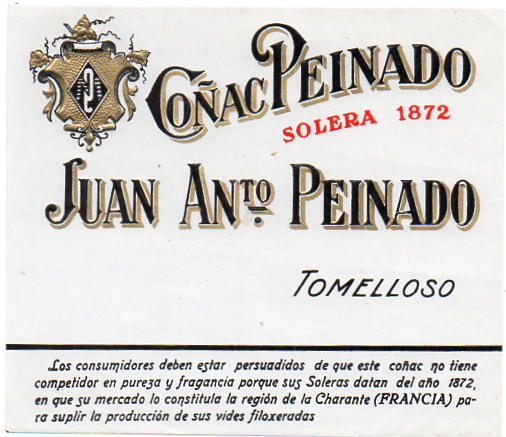 COÑAC PEINADO
SOLERA 1872
JUAN ANTO PEINADO
TOMELLOSO
Los consumidores deben estar persuadidos de que este coñac no tiene
competidor en pureza y fragancia porque sus Soleras datan del año 1872,
en que su mercado lo constitula la región de la Charante (FRANCIA) pa-
ra suplir la producción de sus vides filoxeradas